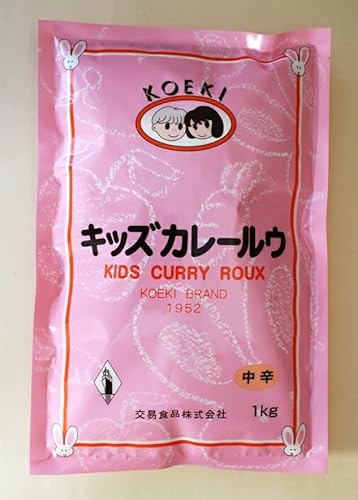 KOEKI
キッズカレールウ
KIDS CURRY ROUX
KOEKI BRAND
1952
中辛
交易食品株式会社
1kg